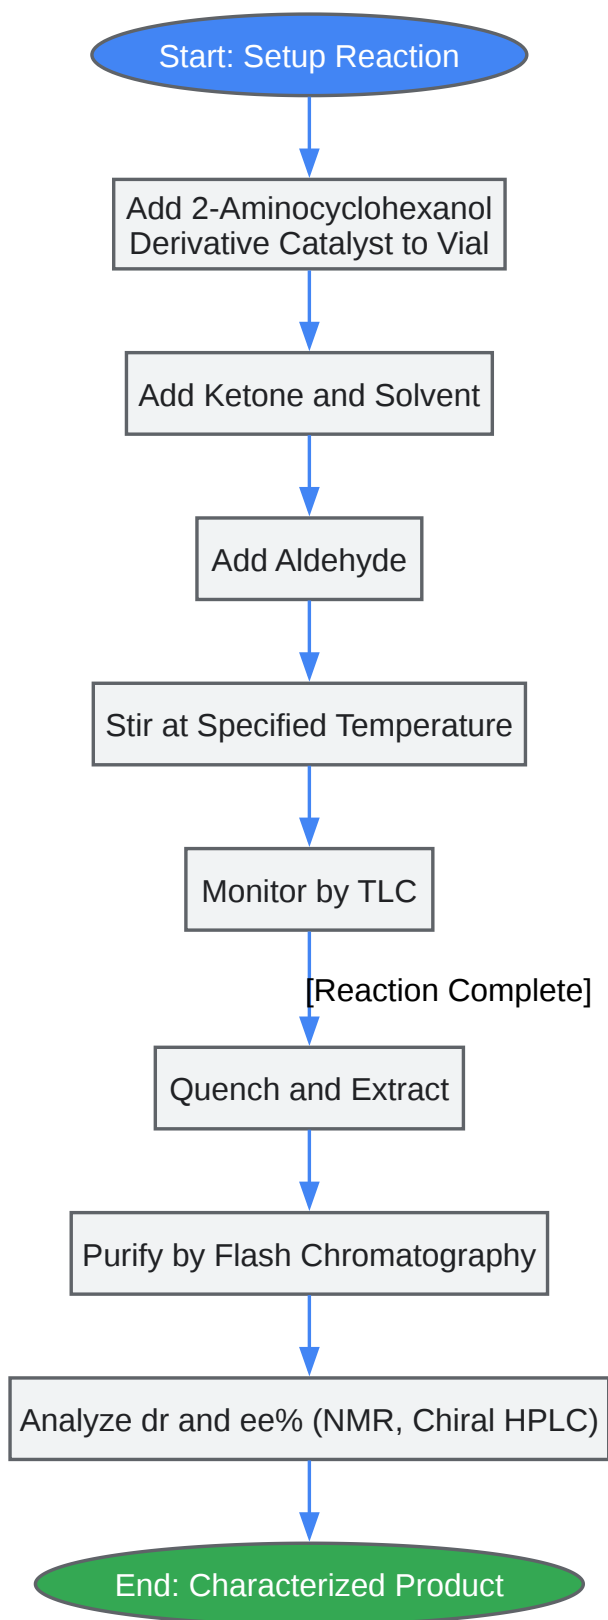 Start: Setup Reaction
Add 2-Aminocyclohexanol
Derivative Catalyst to Vial
Add Ketone and Solvent
Add Aldehyde
Stir at Specified Temperature
Monitor by TLC
[Reaction Complete]
Quench and Extract
Purify by Flash Chromatography
Analyze dr and ee% (NMR, Chiral HPLC)
End: Characterized Product